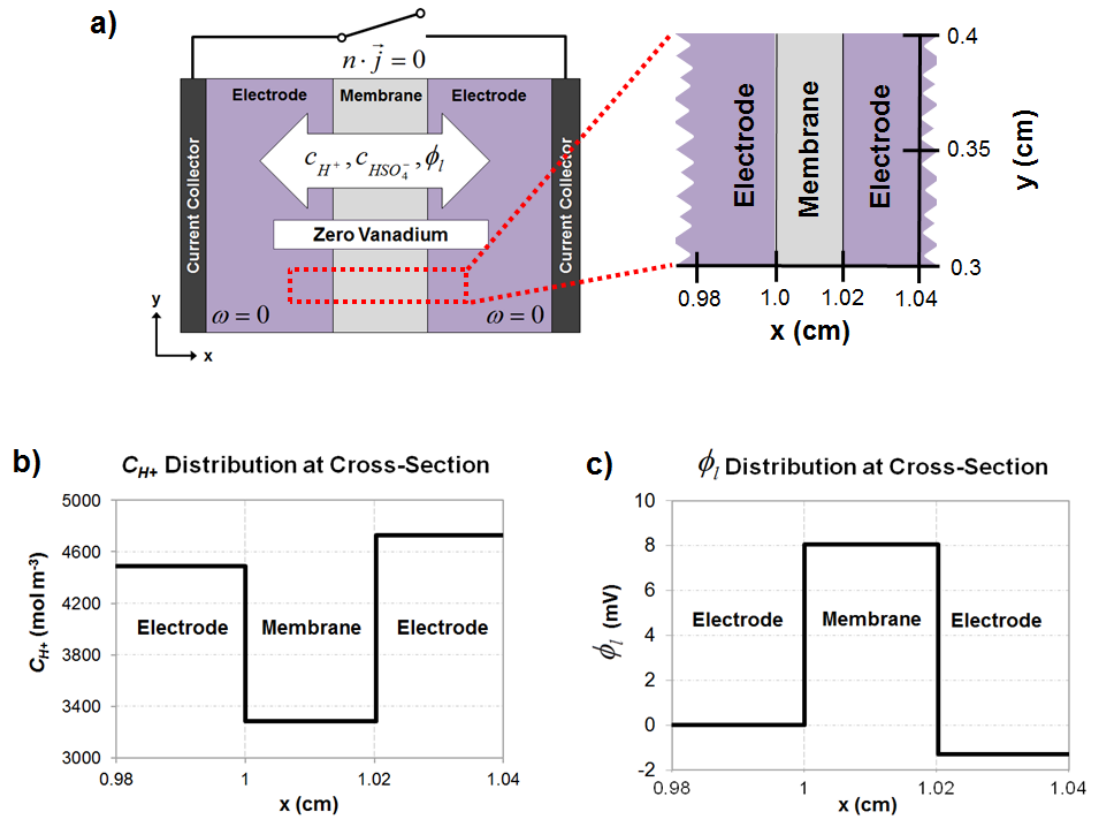 a)
n · j⃗ = 0
Electrode
Membrane
Electrode
Current Collector
c_{H⁺}, c_{HSO₄⁻}, ϕ_l
Current Collector
Zero Vanadium
ω = 0
ω = 0
y
x
Electrode
Membrane
Electrode
0.4
0.35
0.3
y (cm)
0.98
1.0
1.02
1.04
x (cm)
b)
C_{H+} Distribution at Cross-Section
5000
4600
4200
3800
3400
3000
C_{H+} (mol m⁻³)
Electrode
Membrane
Electrode
0.98
1
1.02
1.04
x (cm)
c)
ϕ_l Distribution at Cross-Section
10
8
6
4
2
0
-2
ϕ_l (mV)
Electrode
Membrane
Electrode
0.98
1
1.02
1.04
x (cm)